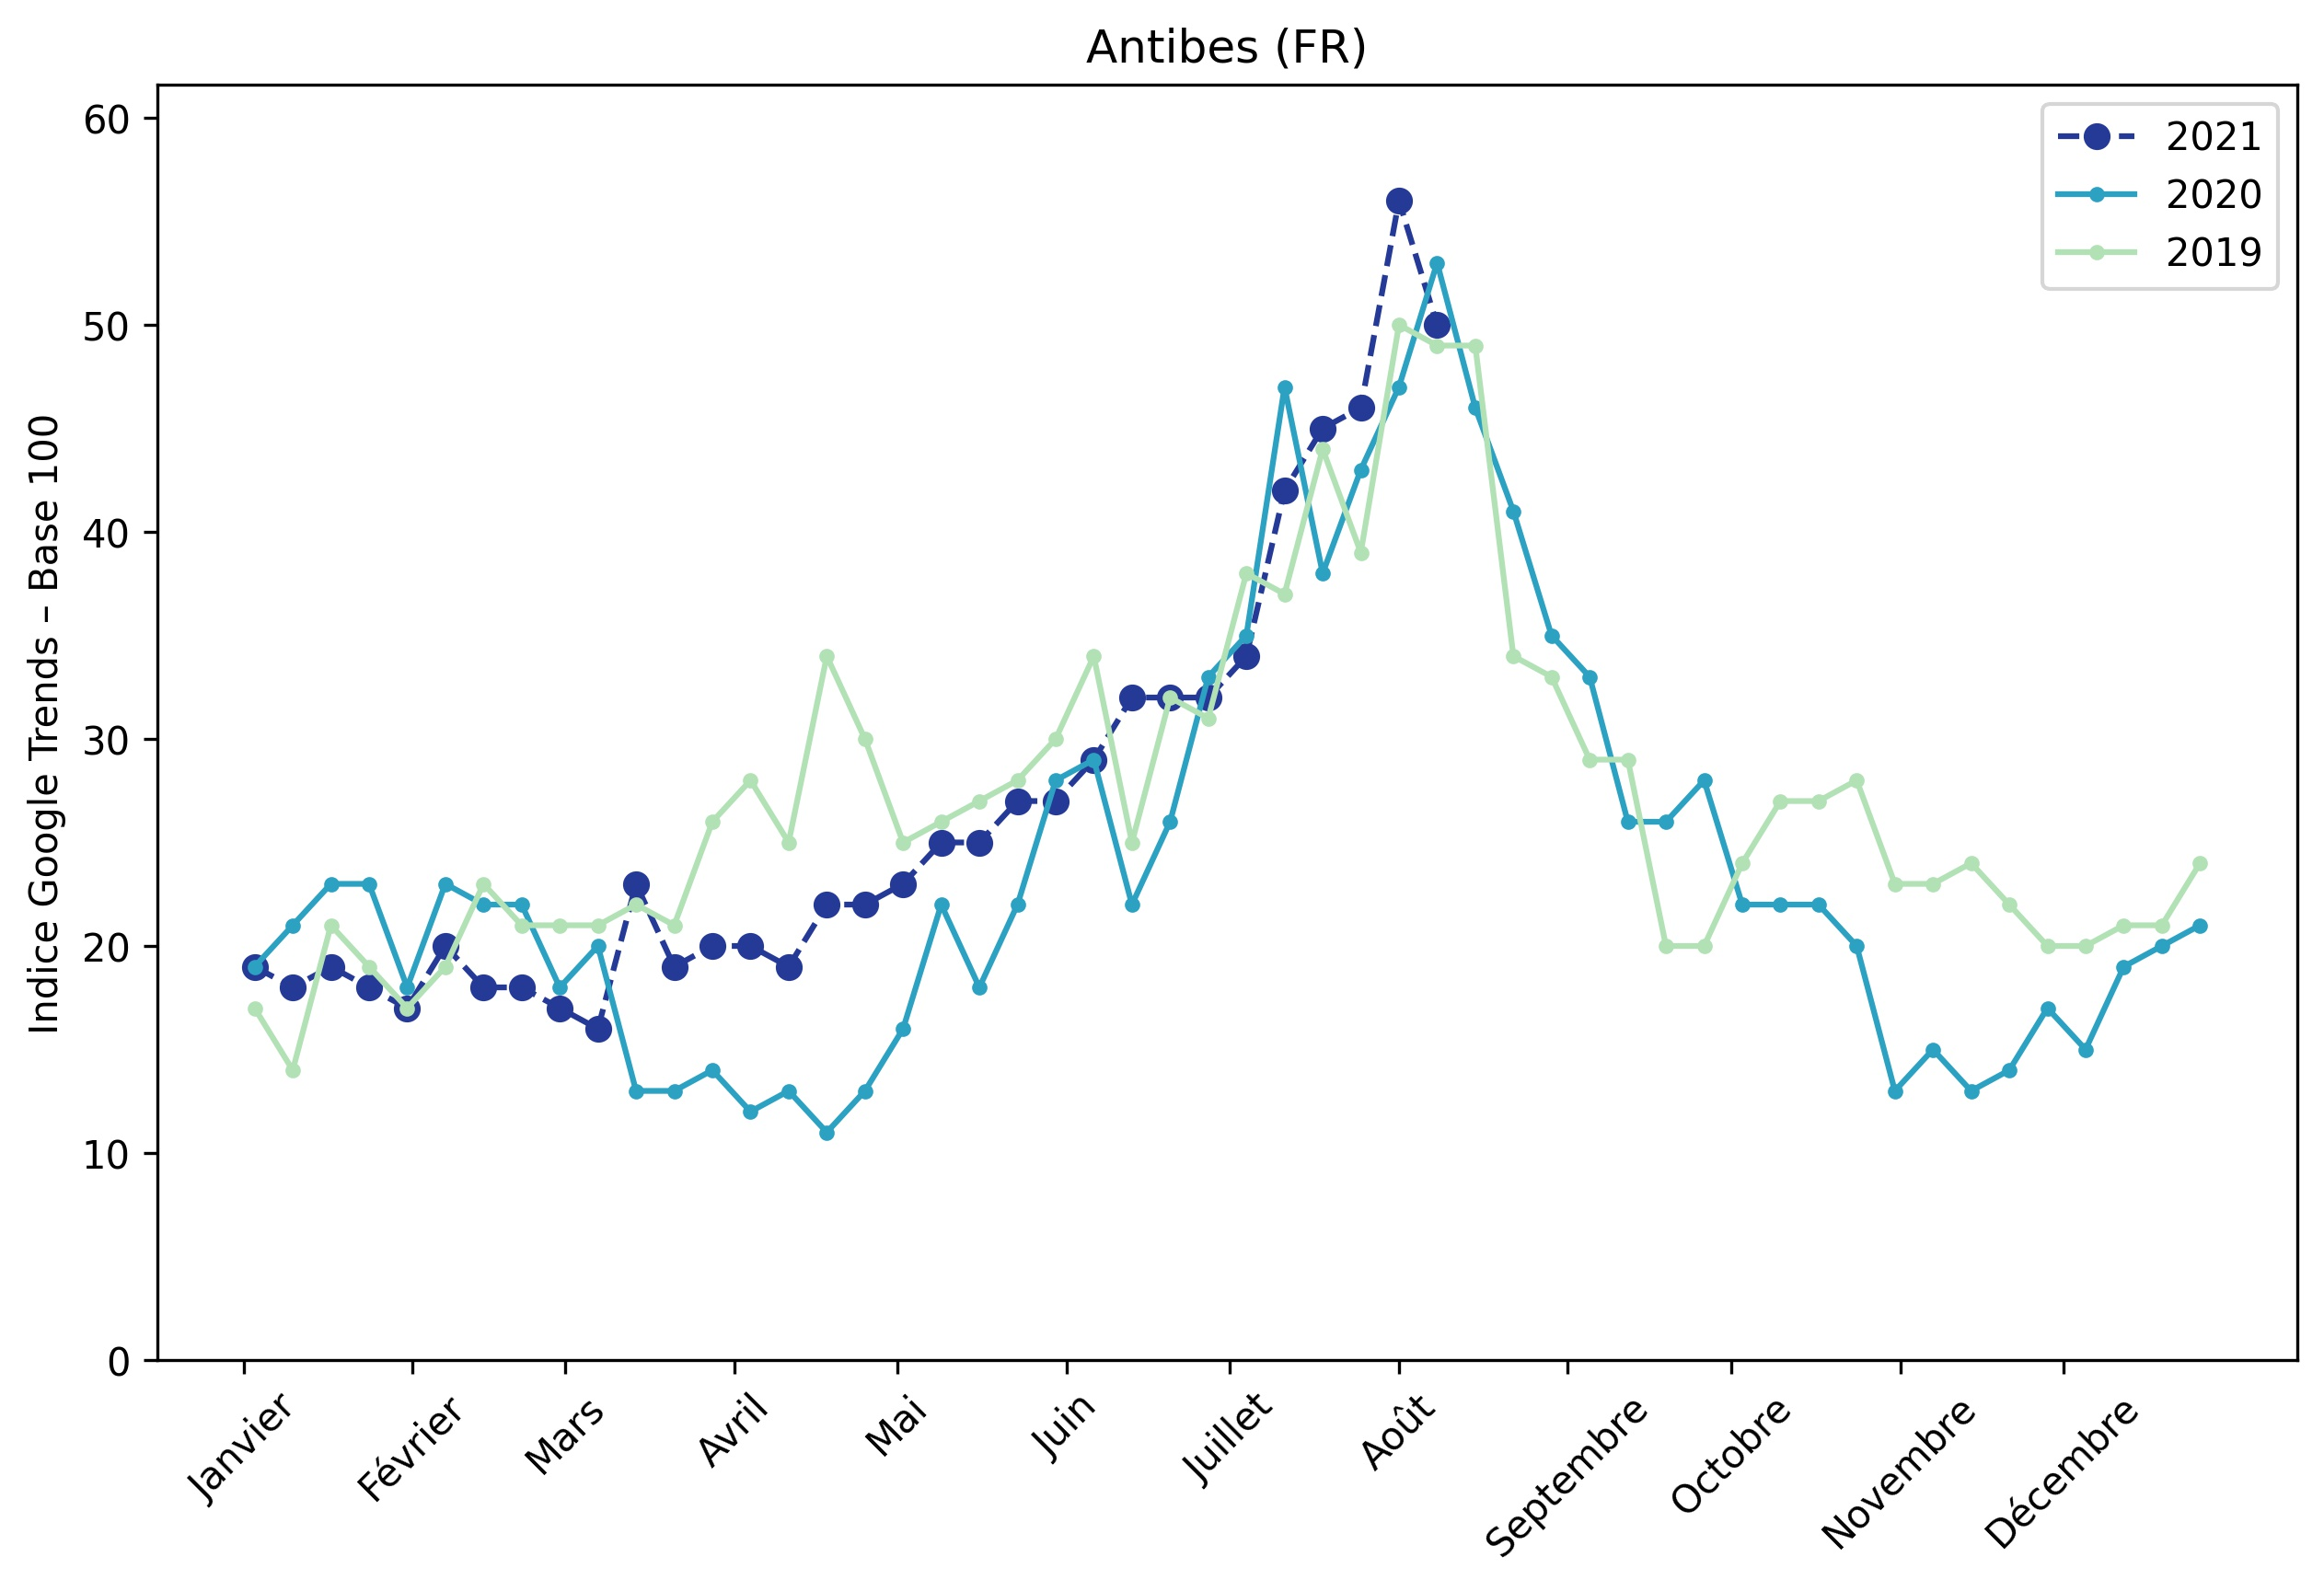 Antibes (FR)
Indice Google Trends – Base 100
60
50
40
30
20
10
0
2021
2020
2019
Janvier
Février
Mars
Avril
Mai
Juin
Juillet
Août
Septembre
Octobre
Novembre
Décembre